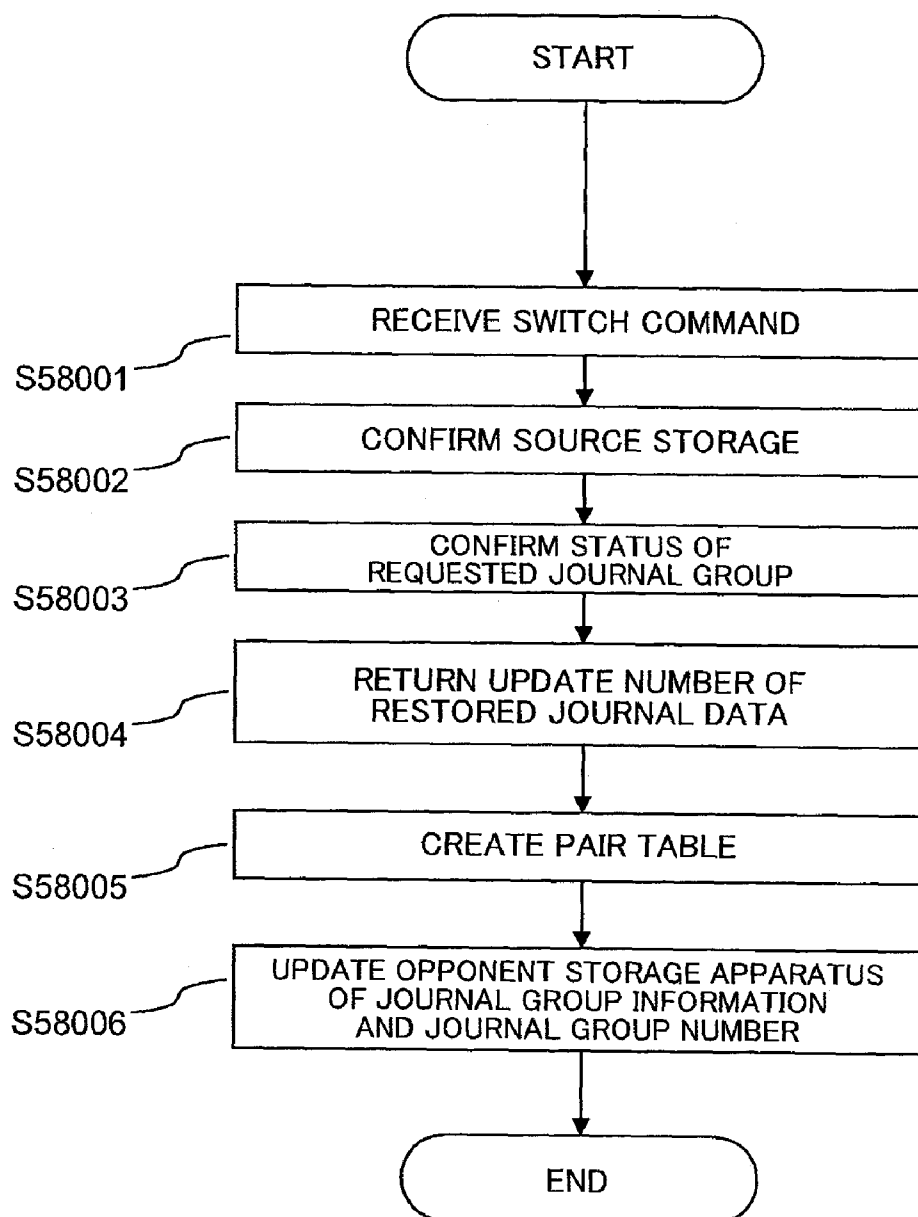 START
RECEIVE SWITCH COMMAND
S58001
CONFIRM SOURCE STORAGE
S58002
CONFIRM STATUS OF
REQUESTED JOURNAL GROUP
S58003
RETURN UPDATE NUMBER OF
RESTORED JOURNAL DATA
S58004
CREATE PAIR TABLE
S58005
UPDATE OPPONENT STORAGE APPARATUS
OF JOURNAL GROUP INFORMATION
AND JOURNAL GROUP NUMBER
S58006
END